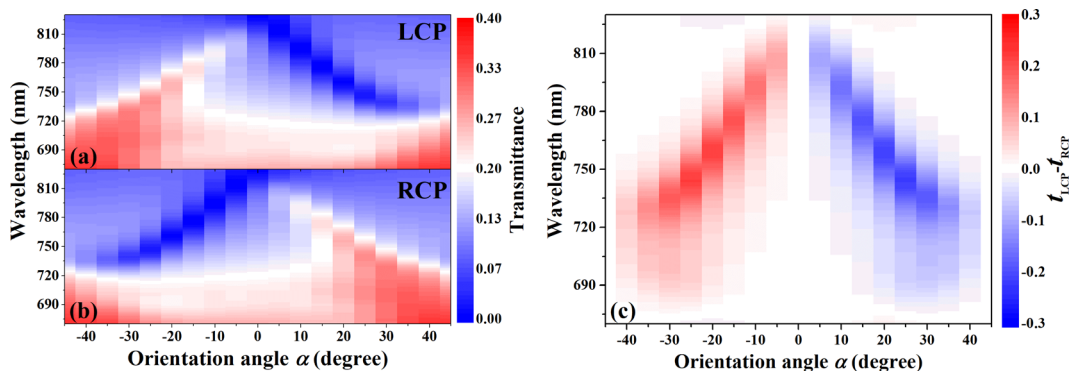 810
780
750
720
690
Wavelength (nm)
(a)
LCP
810
780
750
720
690
Wavelength (nm)
(b)
RCP
-40 -30 -20 -10 0 10 20 30 40
Orientation angle α (degree)
0.40
0.33
0.27
0.20
0.13
0.07
0.00
Transmittance
810
780
750
720
690
Wavelength (nm)
(c)
-40 -30 -20 -10 0 10 20 30 40
Orientation angle α (degree)
0.3
0.2
0.1
0.0
-0.1
-0.2
-0.3
tLCP-tRCP